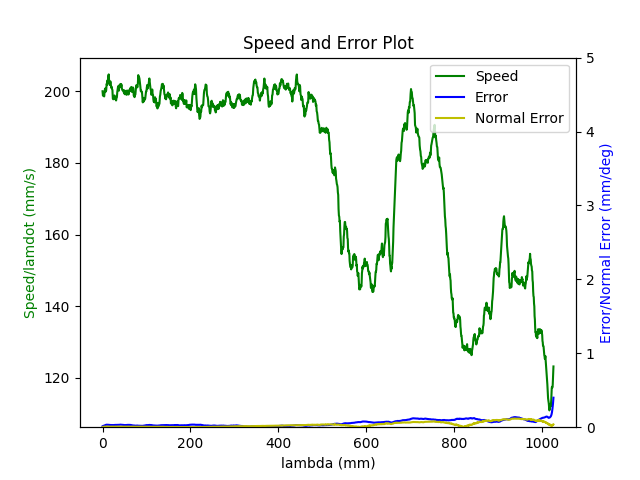 Speed and Error Plot
Speed
Error
Normal Error
Speed/lamdot (mm/s)
200
180
160
140
120
Error/Normal Error (mm/deg)
5
4
3
2
1
0
0 200 400 600 800 1000
lambda (mm)